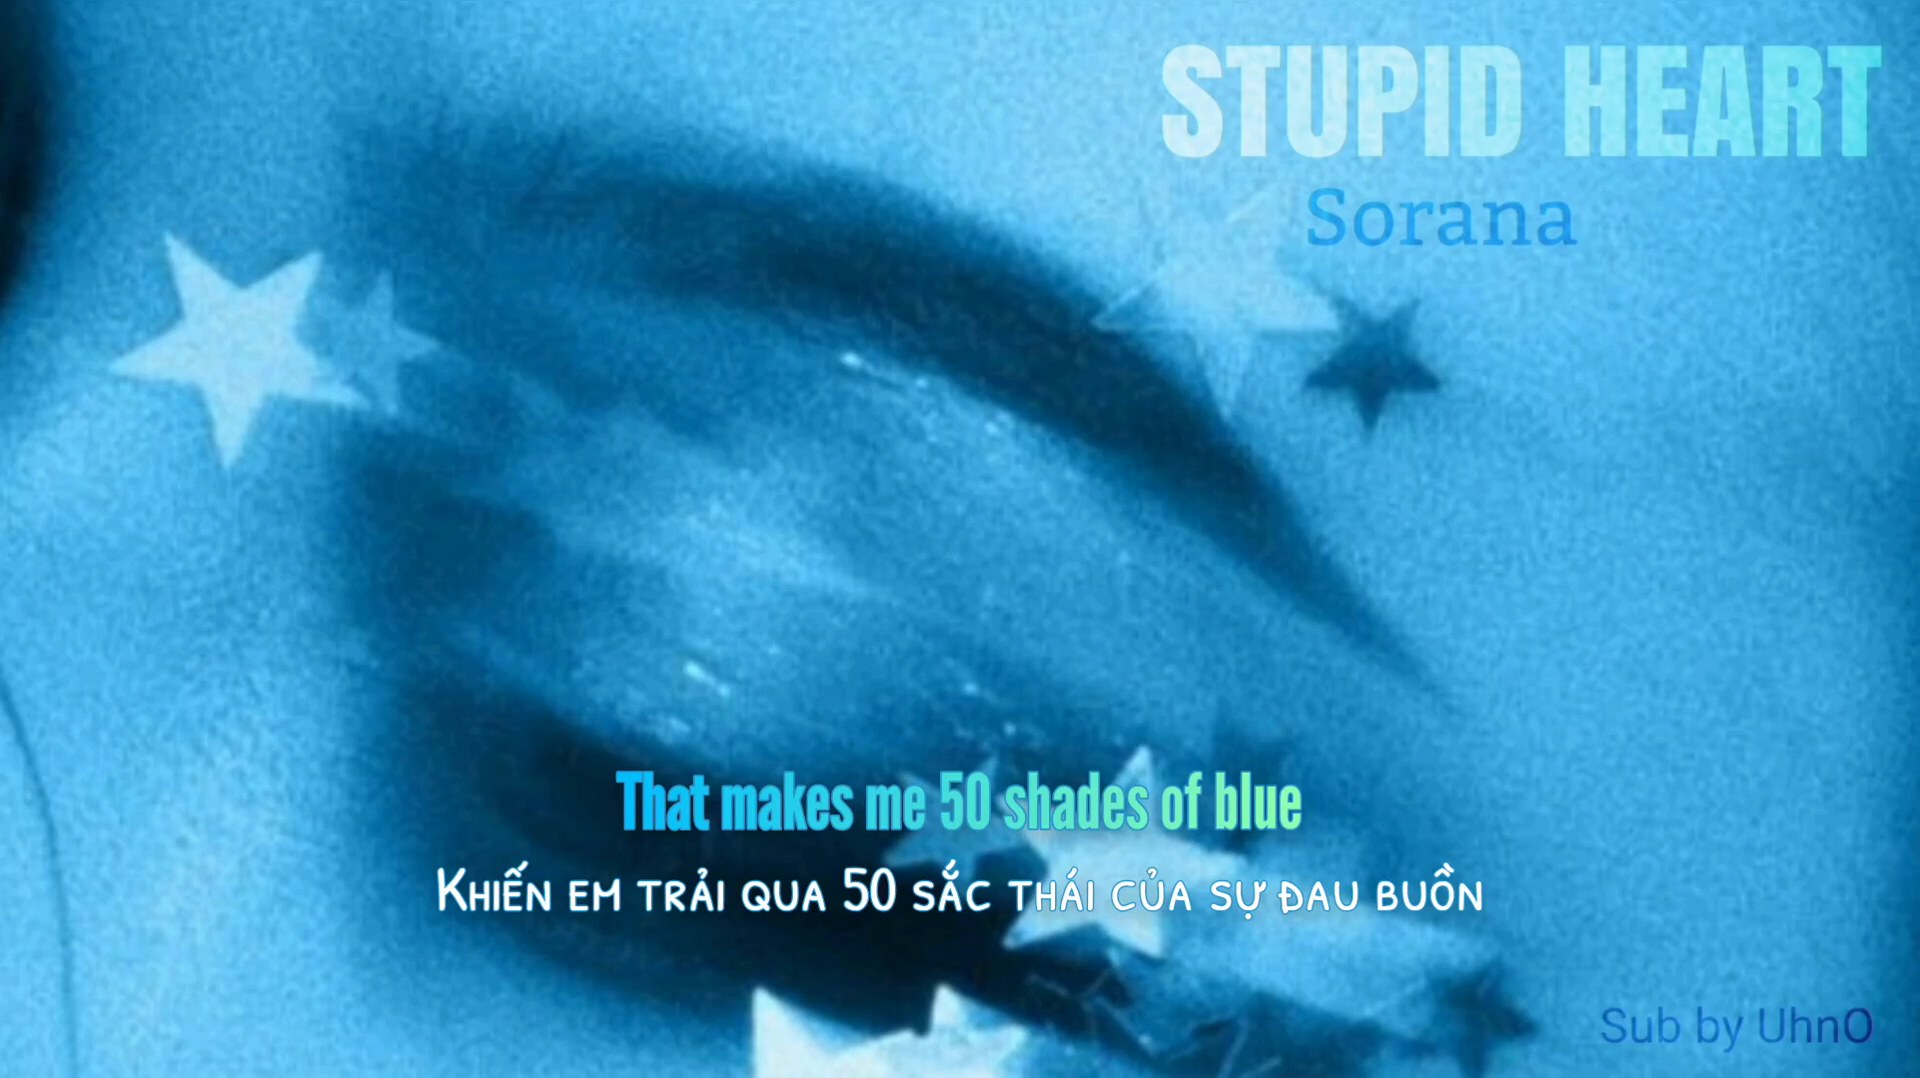 STUPID HEART
Sorana
That makes me 50 shades of blue
Khiến em trải qua 50 sắc thái của sự đau buồn
Sub by UhnO